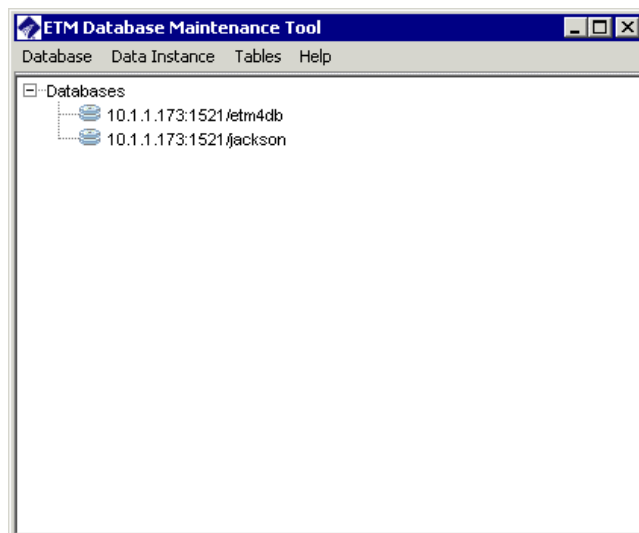 ETM Database Maintenance Tool
Database Data Instance Tables Help
Databases
10.1.1.173:1521/etm4db
10.1.1.173:1521/jackson